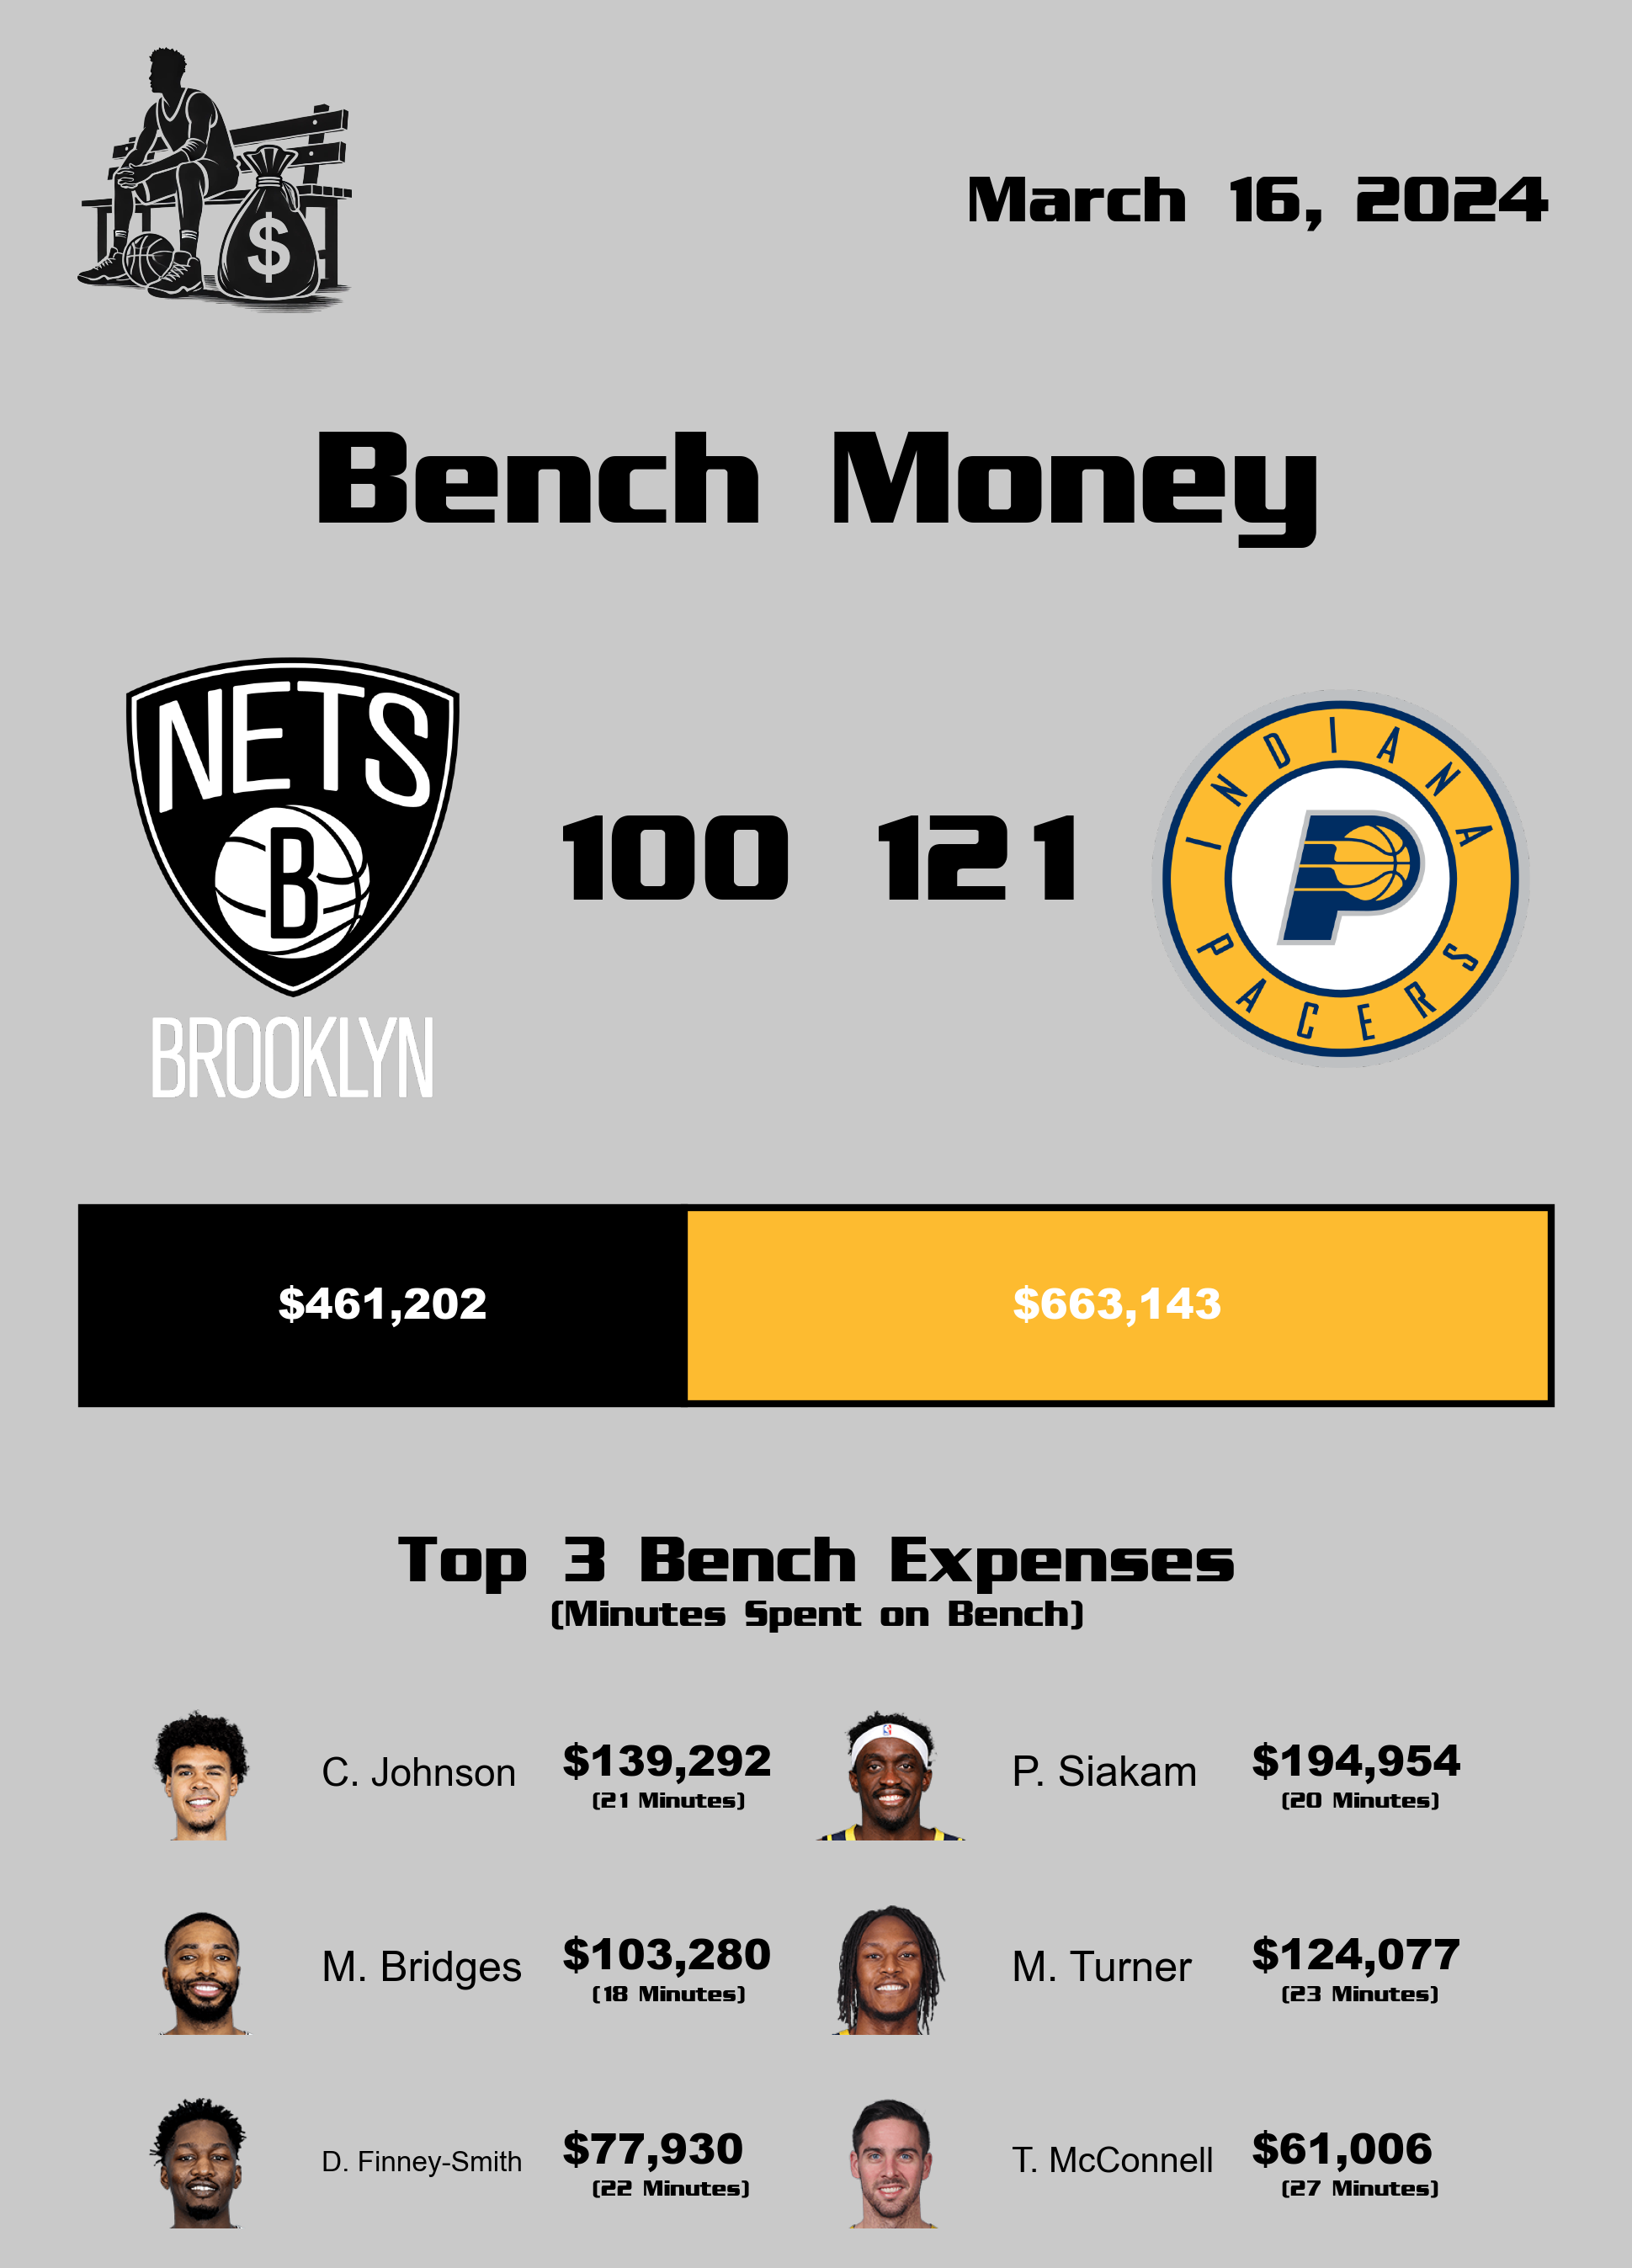 $
March 16, 2024
Bench Money
NETS
B
BROOKLYN
100 121
INDIANA
PACERS
$461,202 $663,143
Top 3 Bench Expenses
(Minutes Spent on Bench)
C. Johnson $139,292
(21 Minutes)
P. Siakam $194,954
(20 Minutes)
M. Bridges $103,280
(18 Minutes)
M. Turner $124,077
(23 Minutes)
D. Finney-Smith $77,930
(22 Minutes)
T. McConnell $61,006
(27 Minutes)